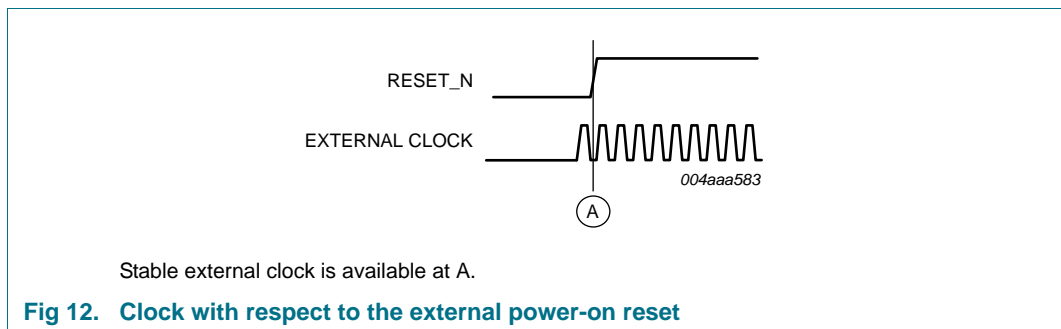 RESET_N
EXTERNAL CLOCK
004aaa583
A
Stable external clock is available at A.
Fig 12. Clock with respect to the external power-on reset